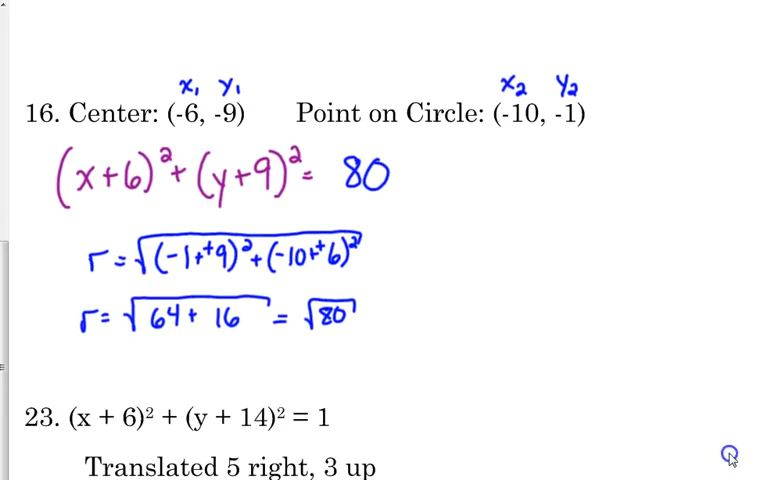 x₁ y₁ x₂ y₂
16. Center: (-6, -9) Point on Circle: (-10, -1)
(x+6)² + (y+9)² = 80
r = √(-1++9)² + (-10++6)²
r = √64 + 16 = √80
23. (x + 6)² + (y + 14)² = 1
Translated 5 right, 3 up